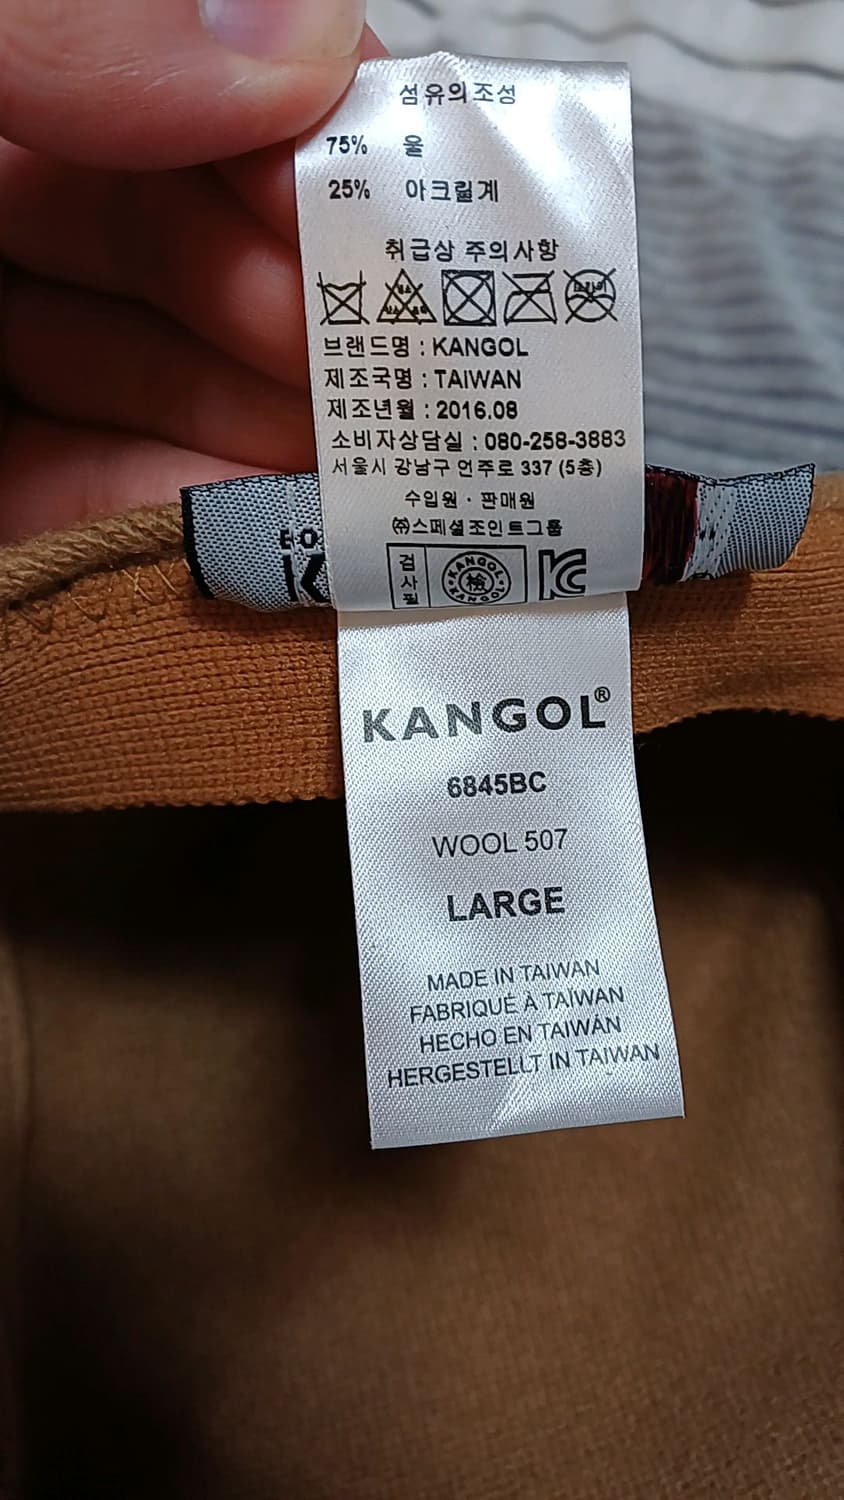 섬유의조성
75% 울
25% 아크릴계
취급상 주의사항
브랜드명 : KANGOL
제조국명 : TAIWAN
제조년월 : 2016.08
소비자상담실 : 080-258-3883
서울시 강남구 언주로 337 (5층)
수입원 · 판매원
㈜스페셜조인트그룹
검사필
KANGOL
検
KANGOL
KANGOL®
6845BC
WOOL 507
LARGE
MADE IN TAIWAN
FABRIQUÉ À TAÏWAN
HECHO EN TAIWÁN
HERGESTELLT IN TAIWAN